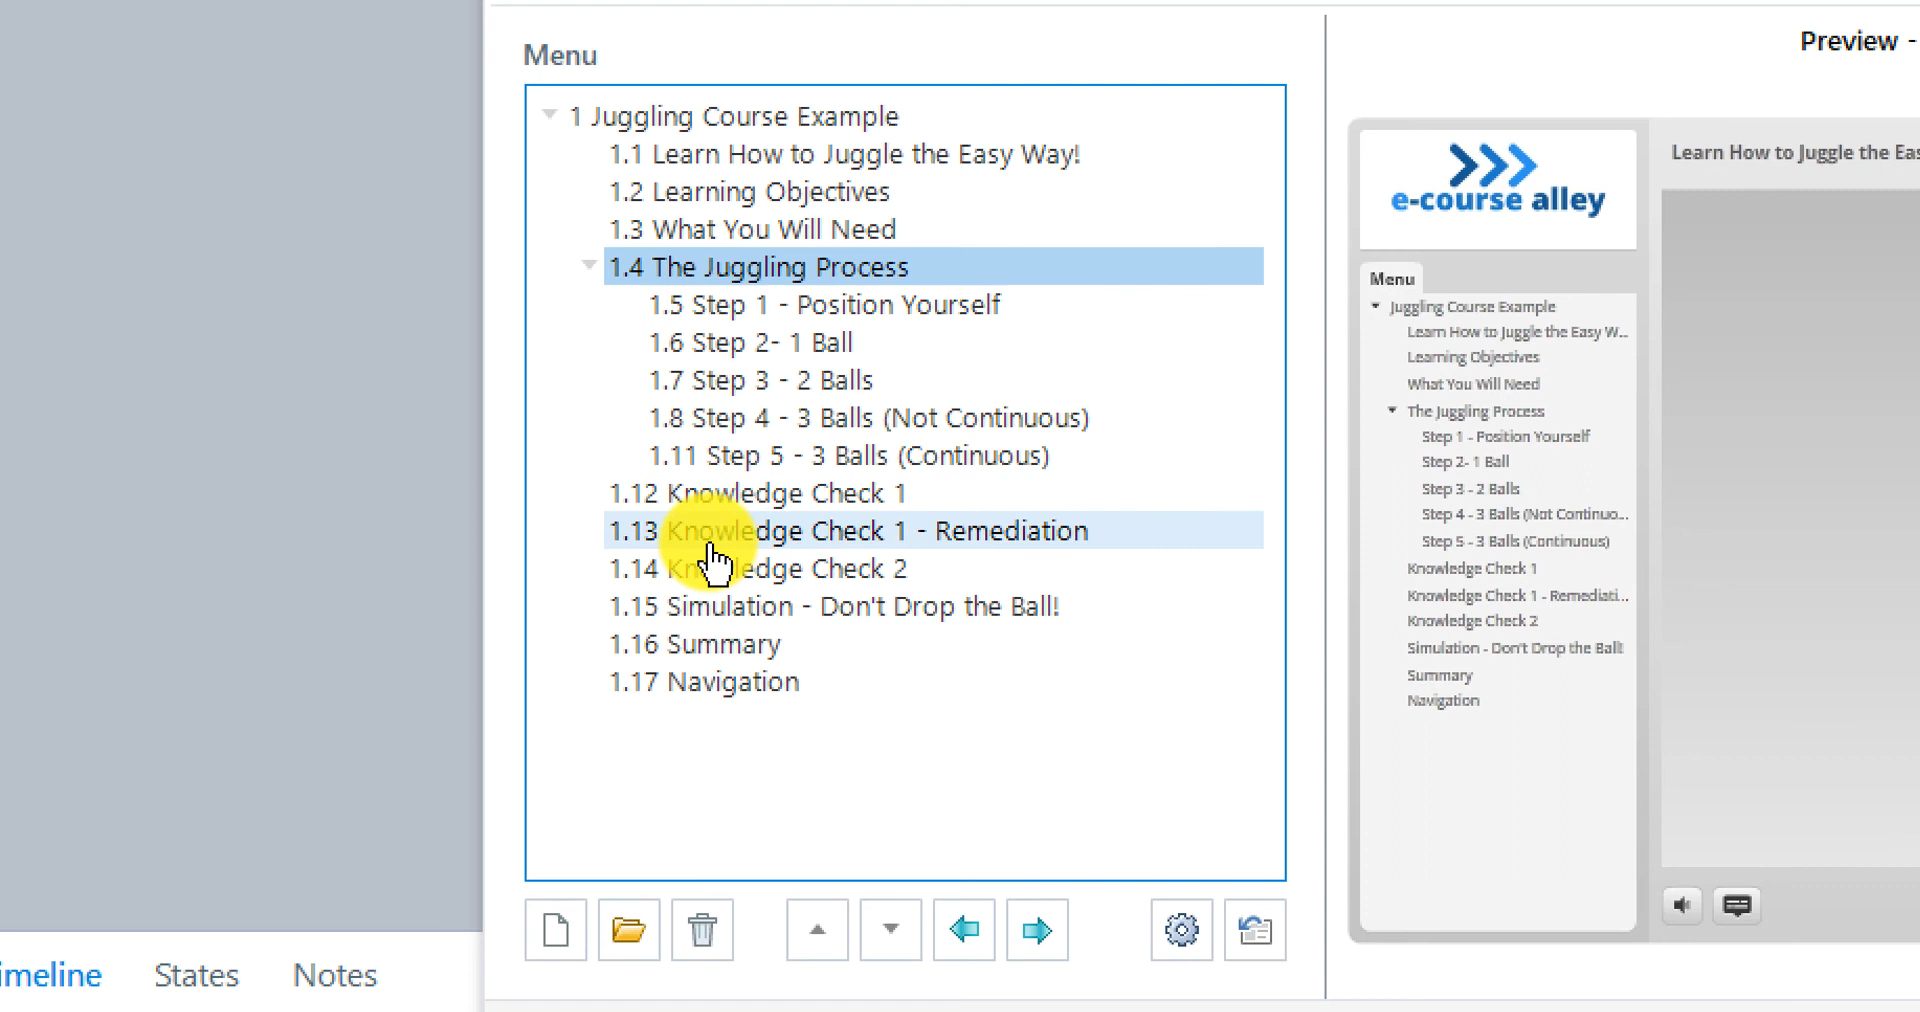 Menu
1 Juggling Course Example
1.1 Learn How to Juggle the Easy Way!
1.2 Learning Objectives
1.3 What You Will Need
1.4 The Juggling Process
1.5 Step 1 - Position Yourself
1.6 Step 2- 1 Ball
1.7 Step 3 - 2 Balls
1.8 Step 4 - 3 Balls (Not Continuous)
1.11 Step 5 - 3 Balls (Continuous)
1.12 Knowledge Check 1
1.13 Knowledge Check 1 - Remediation
1.14 Knowledge Check 2
1.15 Simulation - Don't Drop the Ball!
1.16 Summary
1.17 Navigation
imeline States Notes
Preview -
e-course alley
Learn How to Juggle the Eas
Menu
Juggling Course Example
Learn How to Juggle the Easy W...
Learning Objectives
What You Will Need
The Juggling Process
Step 1 - Position Yourself
Step 2- 1 Ball
Step 3 - 2 Balls
Step 4 - 3 Balls (Not Continuo...
Step 5 - 3 Balls (Continuous)
Knowledge Check 1
Knowledge Check 1 - Remediati...
Knowledge Check 2
Simulation - Don't Drop the Ball!
Summary
Navigation